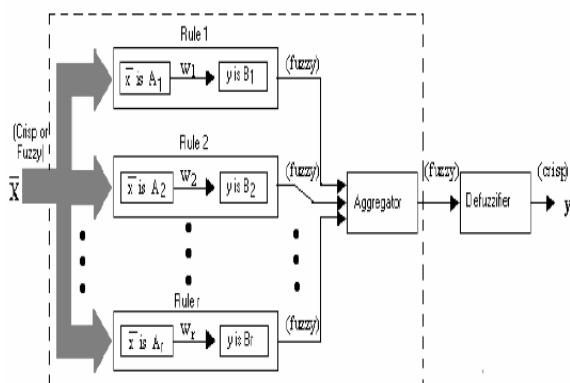 Rule 1
x̄ is A1 w1 y is B1 (fuzzy)
(Crisp or
Fuzzy)
X̄
Rule 2
x̄ is A2 w2 y is B2 (fuzzy)
Aggregator (fuzzy) Defuzzifier (crisp)
y
Rule r
x̄ is Ar wr y is Br (fuzzy)